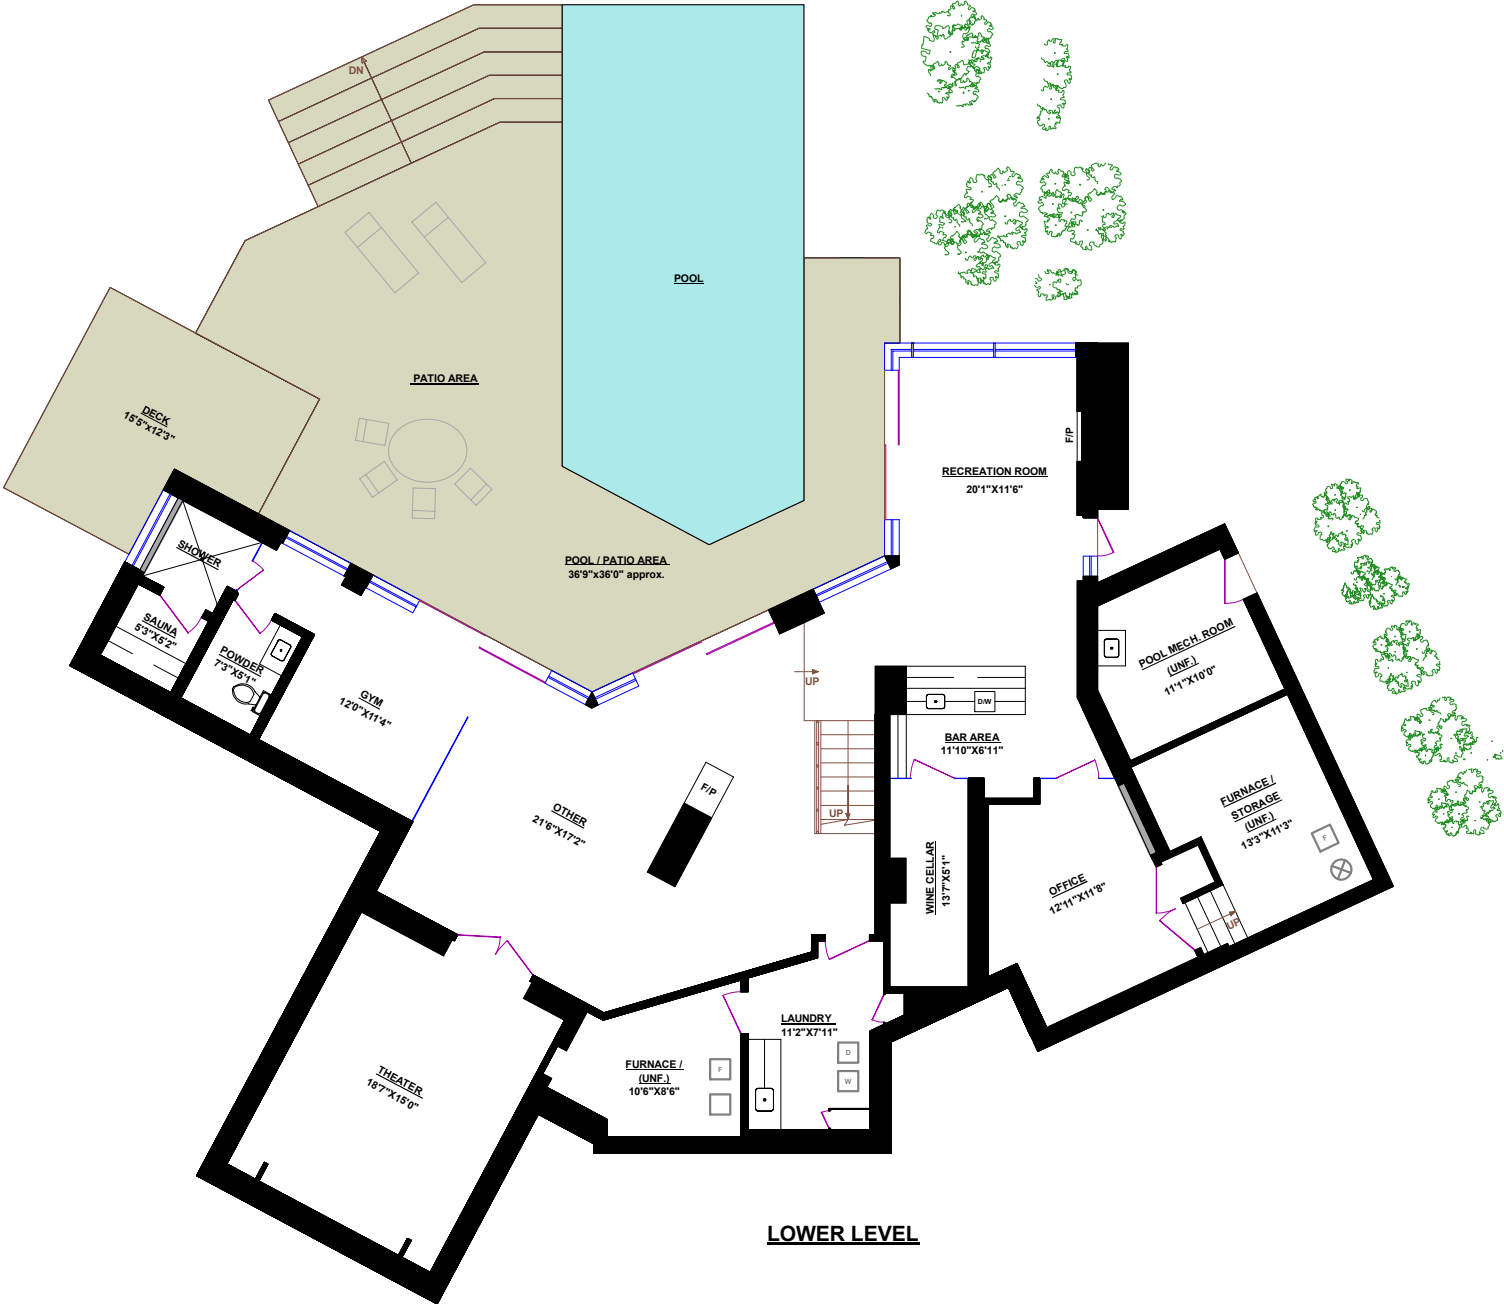 DN
POOL
PATIO AREA
DECK
15'5"x12'3"
F/P
RECREATION ROOM
20'1"X11'6"
SHOWER
POOL / PATIO AREA
36'9"x36'0" approx.
SAUNA
5'3"X5'2"
POWDER
7'3"X5'1"
GYM
12'0"X11'4"
UP
POOL MECH. ROOM
(UNF.)
11'1"X10'0"
D/W
BAR AREA
11'10"X6'11"
F/P
OTHER
21'6"X17'2"
UP
FURNACE /
STORAGE
(UNF.)
13'3"X11'3"
F
WINE CELLAR
13'7"X5'1"
OFFICE
12'11"X11'8"
UP
LAUNDRY
11'2"X7'11"
D
W
FURNACE /
(UNF.)
10'6"X8'6"
F
THEATER
18'7"X15'0"
LOWER LEVEL